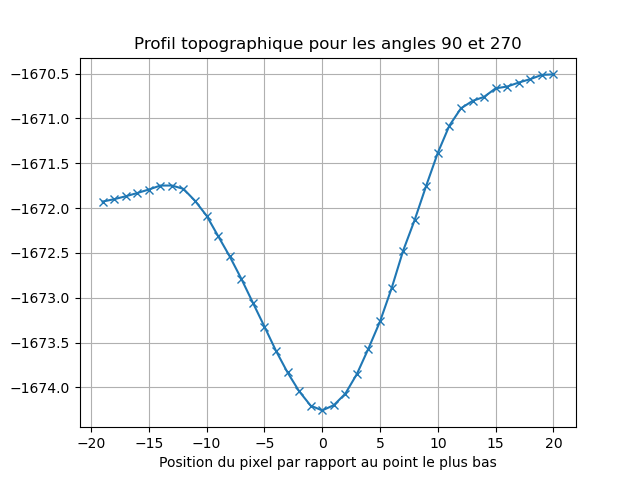 Profil topographique pour les angles 90 et 270
−1670.5
−1671.0
−1671.5
−1672.0
−1672.5
−1673.0
−1673.5
−1674.0
−20 −15 −10 −5 0 5 10 15 20
Position du pixel par rapport au point le plus bas